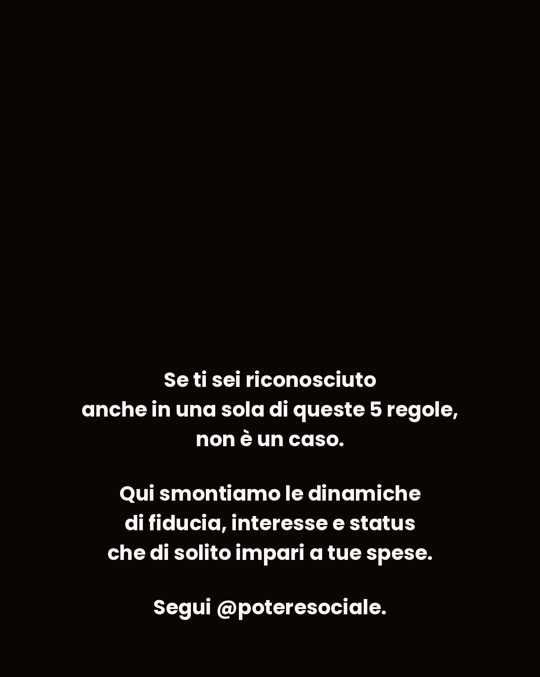 Se ti sei riconosciuto
anche in una sola di queste 5 regole,
non è un caso.
Qui smontiamo le dinamiche
di fiducia, interesse e status
che di solito impari a tue spese.
Segui @poteresociale.